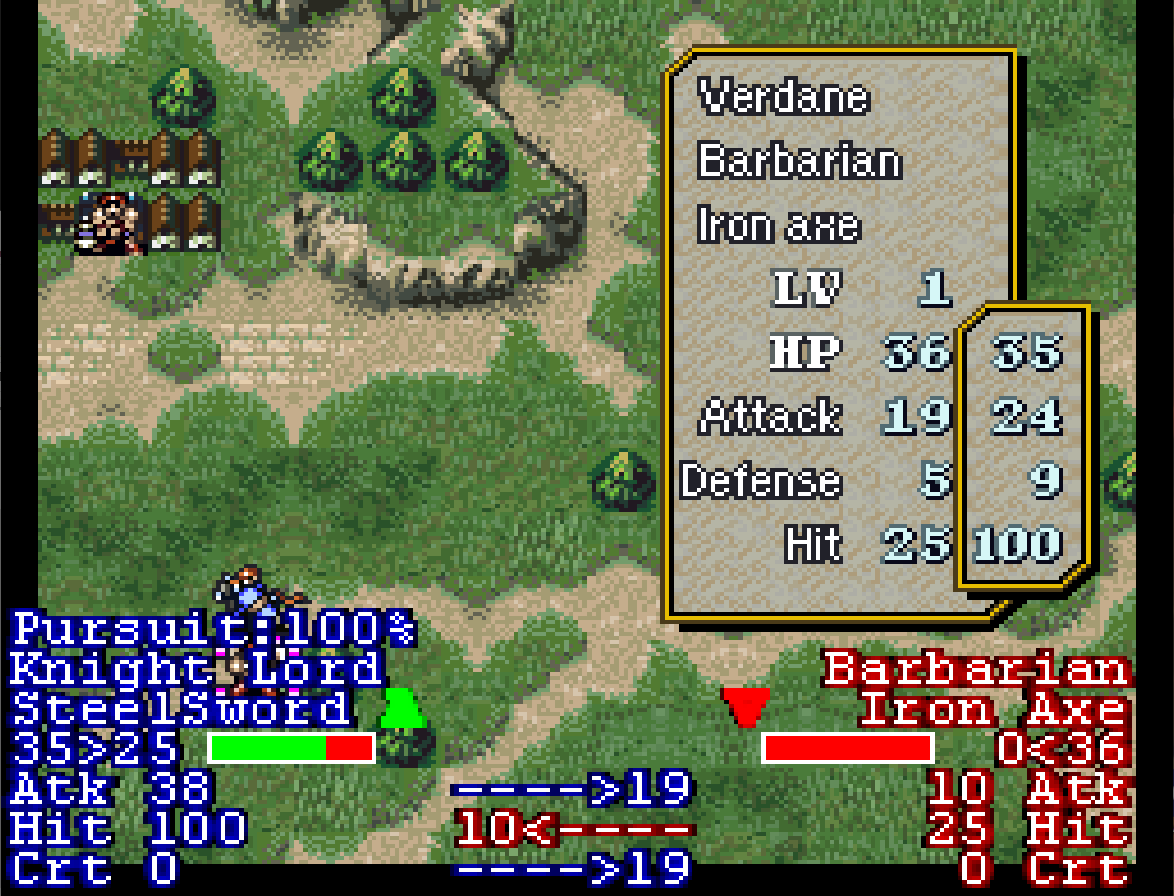 Verdane
Barbarian
Iron axe
LV 1
HP 36 35
Attack 19 24
Defense 5 9
Hit 25 100
Pursuit:100%
Knight Lord Barbarian
SteelSword Iron Axe
35>25 0<36
Atk 38 ---->19 10 Atk
Hit 100 10<---- 25 Hit
Crt 0 ---->19 0 Crt